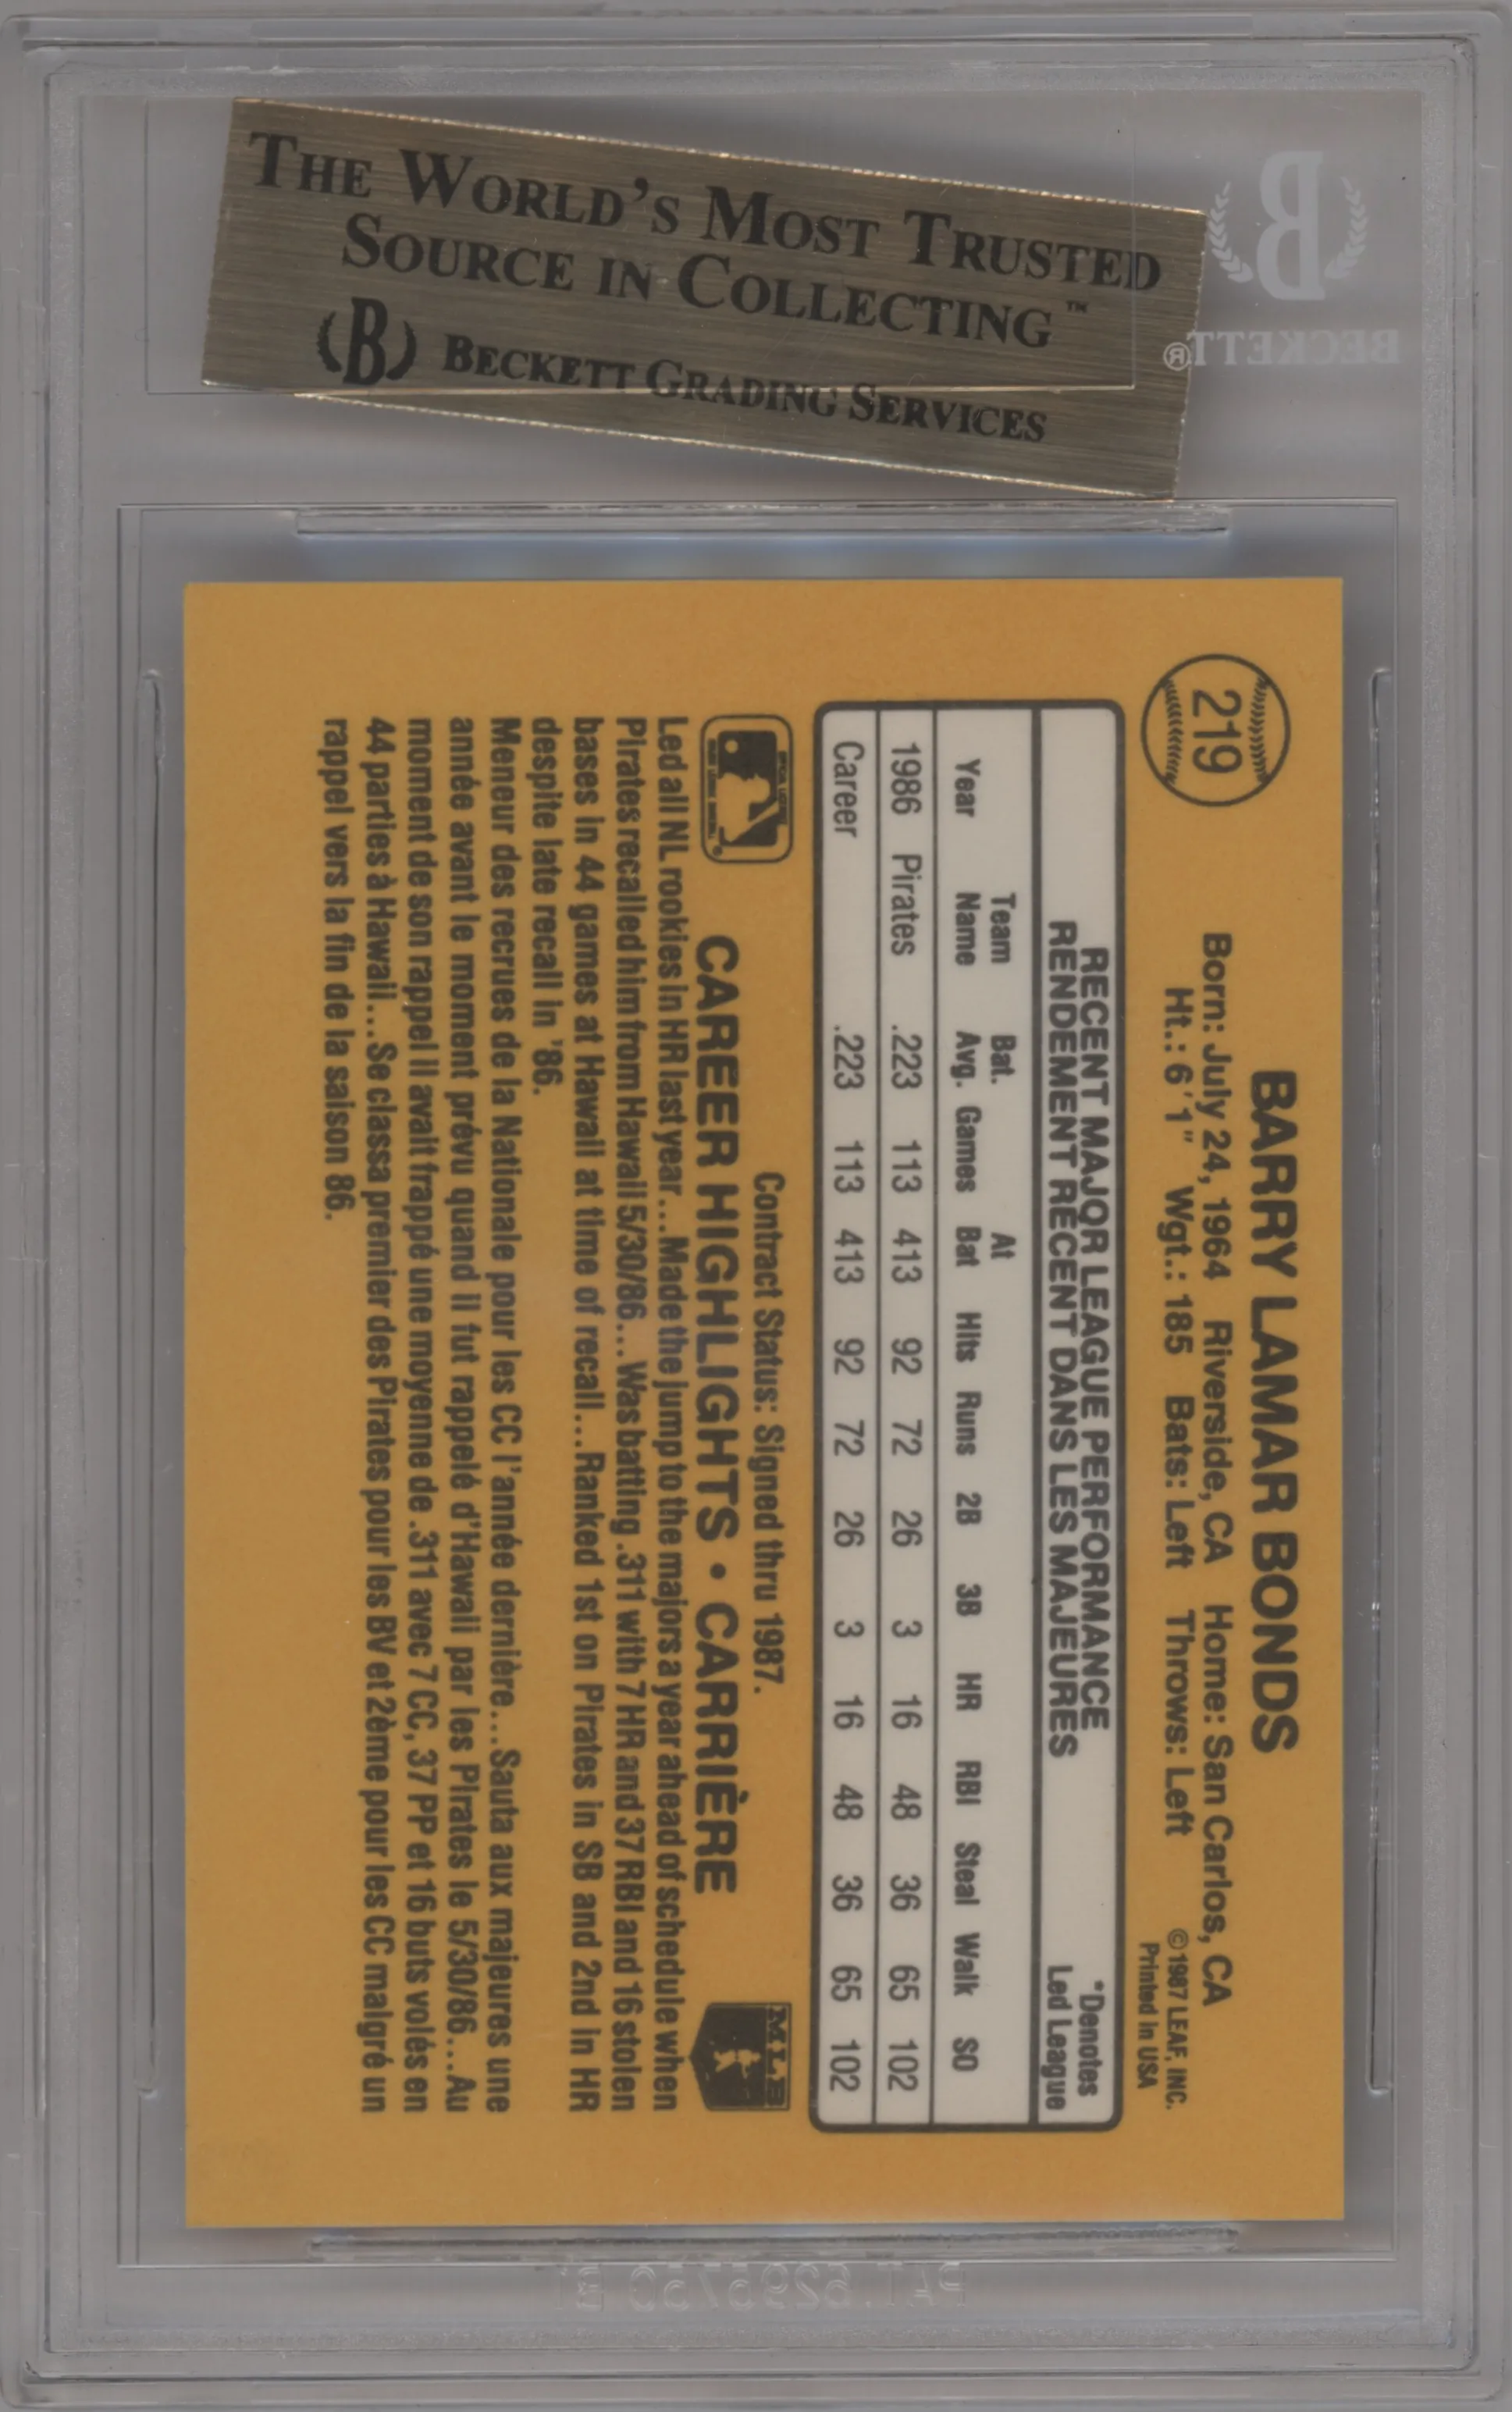 THE WORLD'S MOST TRUSTED
SOURCE IN COLLECTING™
B BECKETT GRADING SERVICES
B
BECKETT®
219
BARRY LAMAR BONDS
Born: July 24, 1964 Riverside, CA Home: San Carlos, CA
Ht.: 6'1" Wgt.: 185 Bats: Left Throws: Left
©1987 LEAF, INC.
Printed in USA
RECENT MAJOR LEAGUE PERFORMANCE
RENDEMENT RÉCENT DANS LES MAJEURES
*Denotes
Led League
Year Team Name Bat. Avg. Games At Bat Hits Runs 2B 3B HR RBI Steal Walk SO
1986 Pirates .223 113 413 92 72 26 3 16 48 36 65 102
Career .223 113 413 92 72 26 3 16 48 36 65 102
Contract Status: Signed thru 1987.
CAREER HIGHLIGHTS • CARRIÈRE
MLB
Led all NL rookies in HR last year...Made the jump to the majors a year ahead of schedule when
Pirates recalled him from Hawaii 5/30/86...Was batting .311 with 7 HR and 37 RBI and 16 stolen
bases in 44 games at Hawaii at time of recall...Ranked 1st on Pirates in SB and 2nd in HR
despite late recall in '86.
Meneur des recrues de la Nationale pour les CC l'année dernière...Sauta aux majeures une
année avant le moment prévu quand il fut rappelé d'Hawaii par les Pirates le 5/30/86...Au
moment de son rappel il avait frappé une moyenne de .311 avec 7 CC, 37 PP et 16 buts volés en
44 parties à Hawaii...Se classa premier des Pirates pour les BV et 2ème pour les CC malgré un
rappel vers la fin de la saison 86.